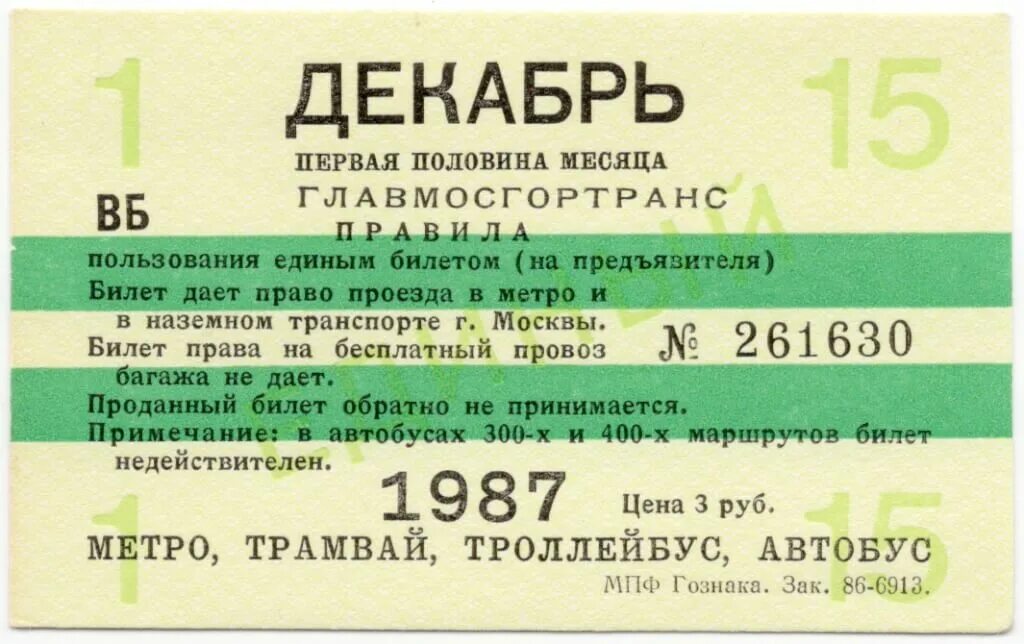 1 ДЕКАБРЬ 15
ПЕРВАЯ ПОЛОВИНА МЕСЯЦА
ГЛАВМОСГОРТРАНС
ВБ
ПРАВИЛА
пользования единым билетом (на предъявителя)
Билет дает право проезда в метро и
в наземном транспорте г. Москвы.
Билет права на бесплатный провоз
багажа не дает.
№ 261630
Проданный билет обратно не принимается.
Примечание: в автобусах 300-х и 400-х маршрутов билет
недействителен.
ЕДИНЫЙ
1 1987 15
Цена 3 руб.
МЕТРО, ТРАМВАЙ, ТРОЛЛЕЙБУС, АВТОБУС
МПФ Гознака. Зак. 86-6913.